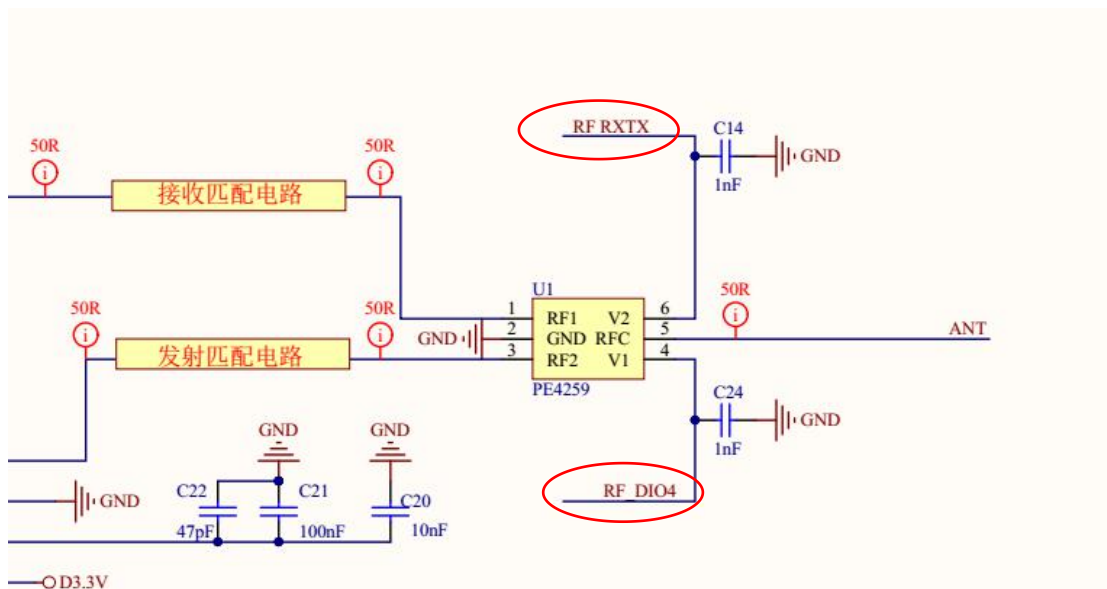 RF RXTX
C14
GND
1nF
50R
i
接收匹配电路
50R
i
U1
1
RF1
V2
6
50R
i
2
GND
RFC
5
ANT
GND
3
RF2
V1
4
PE4259
50R
i
发射匹配电路
50R
i
C24
GND
1nF
RF_DIO4
GND
GND
GND
C22
C21
C20
47pF
100nF
10nF
D3.3V